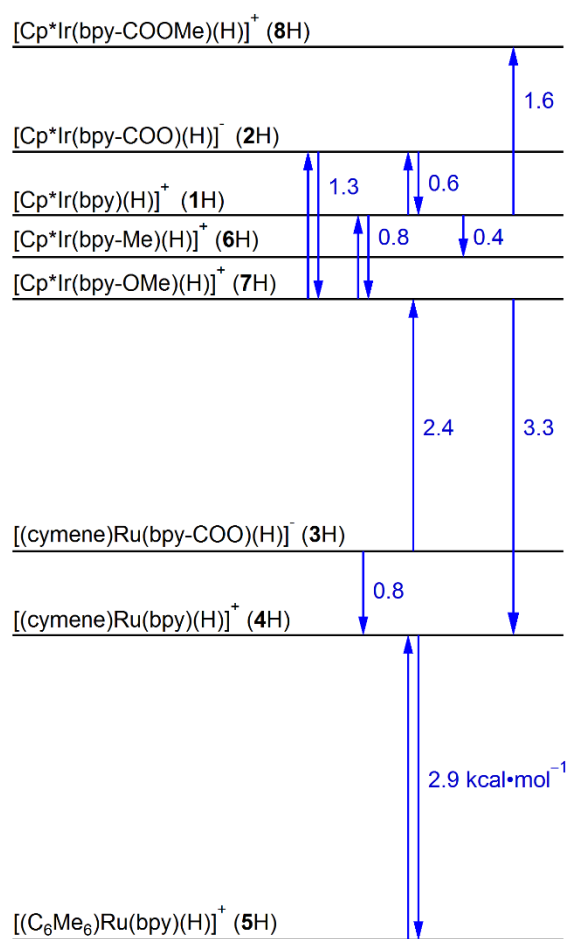 [Cp*Ir(bpy-COOMe)(H)]⁺ (8H)
1.6
[Cp*Ir(bpy-COO)(H)]⁻ (2H)
1.3
0.6
[Cp*Ir(bpy)(H)]⁺ (1H)
[Cp*Ir(bpy-Me)(H)]⁺ (6H)
0.8
0.4
[Cp*Ir(bpy-OMe)(H)]⁺ (7H)
2.4
3.3
[(cymene)Ru(bpy-COO)(H)]⁻ (3H)
0.8
[(cymene)Ru(bpy)(H)]⁺ (4H)
2.9 kcal•mol⁻¹
[(C₆Me₆)Ru(bpy)(H)]⁺ (5H)